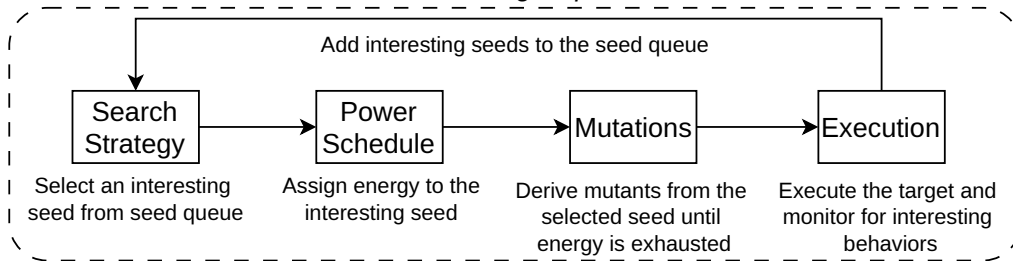 Add interesting seeds to the seed queue
Search
Strategy
Power
Schedule
Mutations
Execution
Select an interesting
seed from seed queue
Assign energy to the
interesting seed
Derive mutants from the
selected seed until
energy is exhausted
Execute the target and
monitor for interesting
behaviors